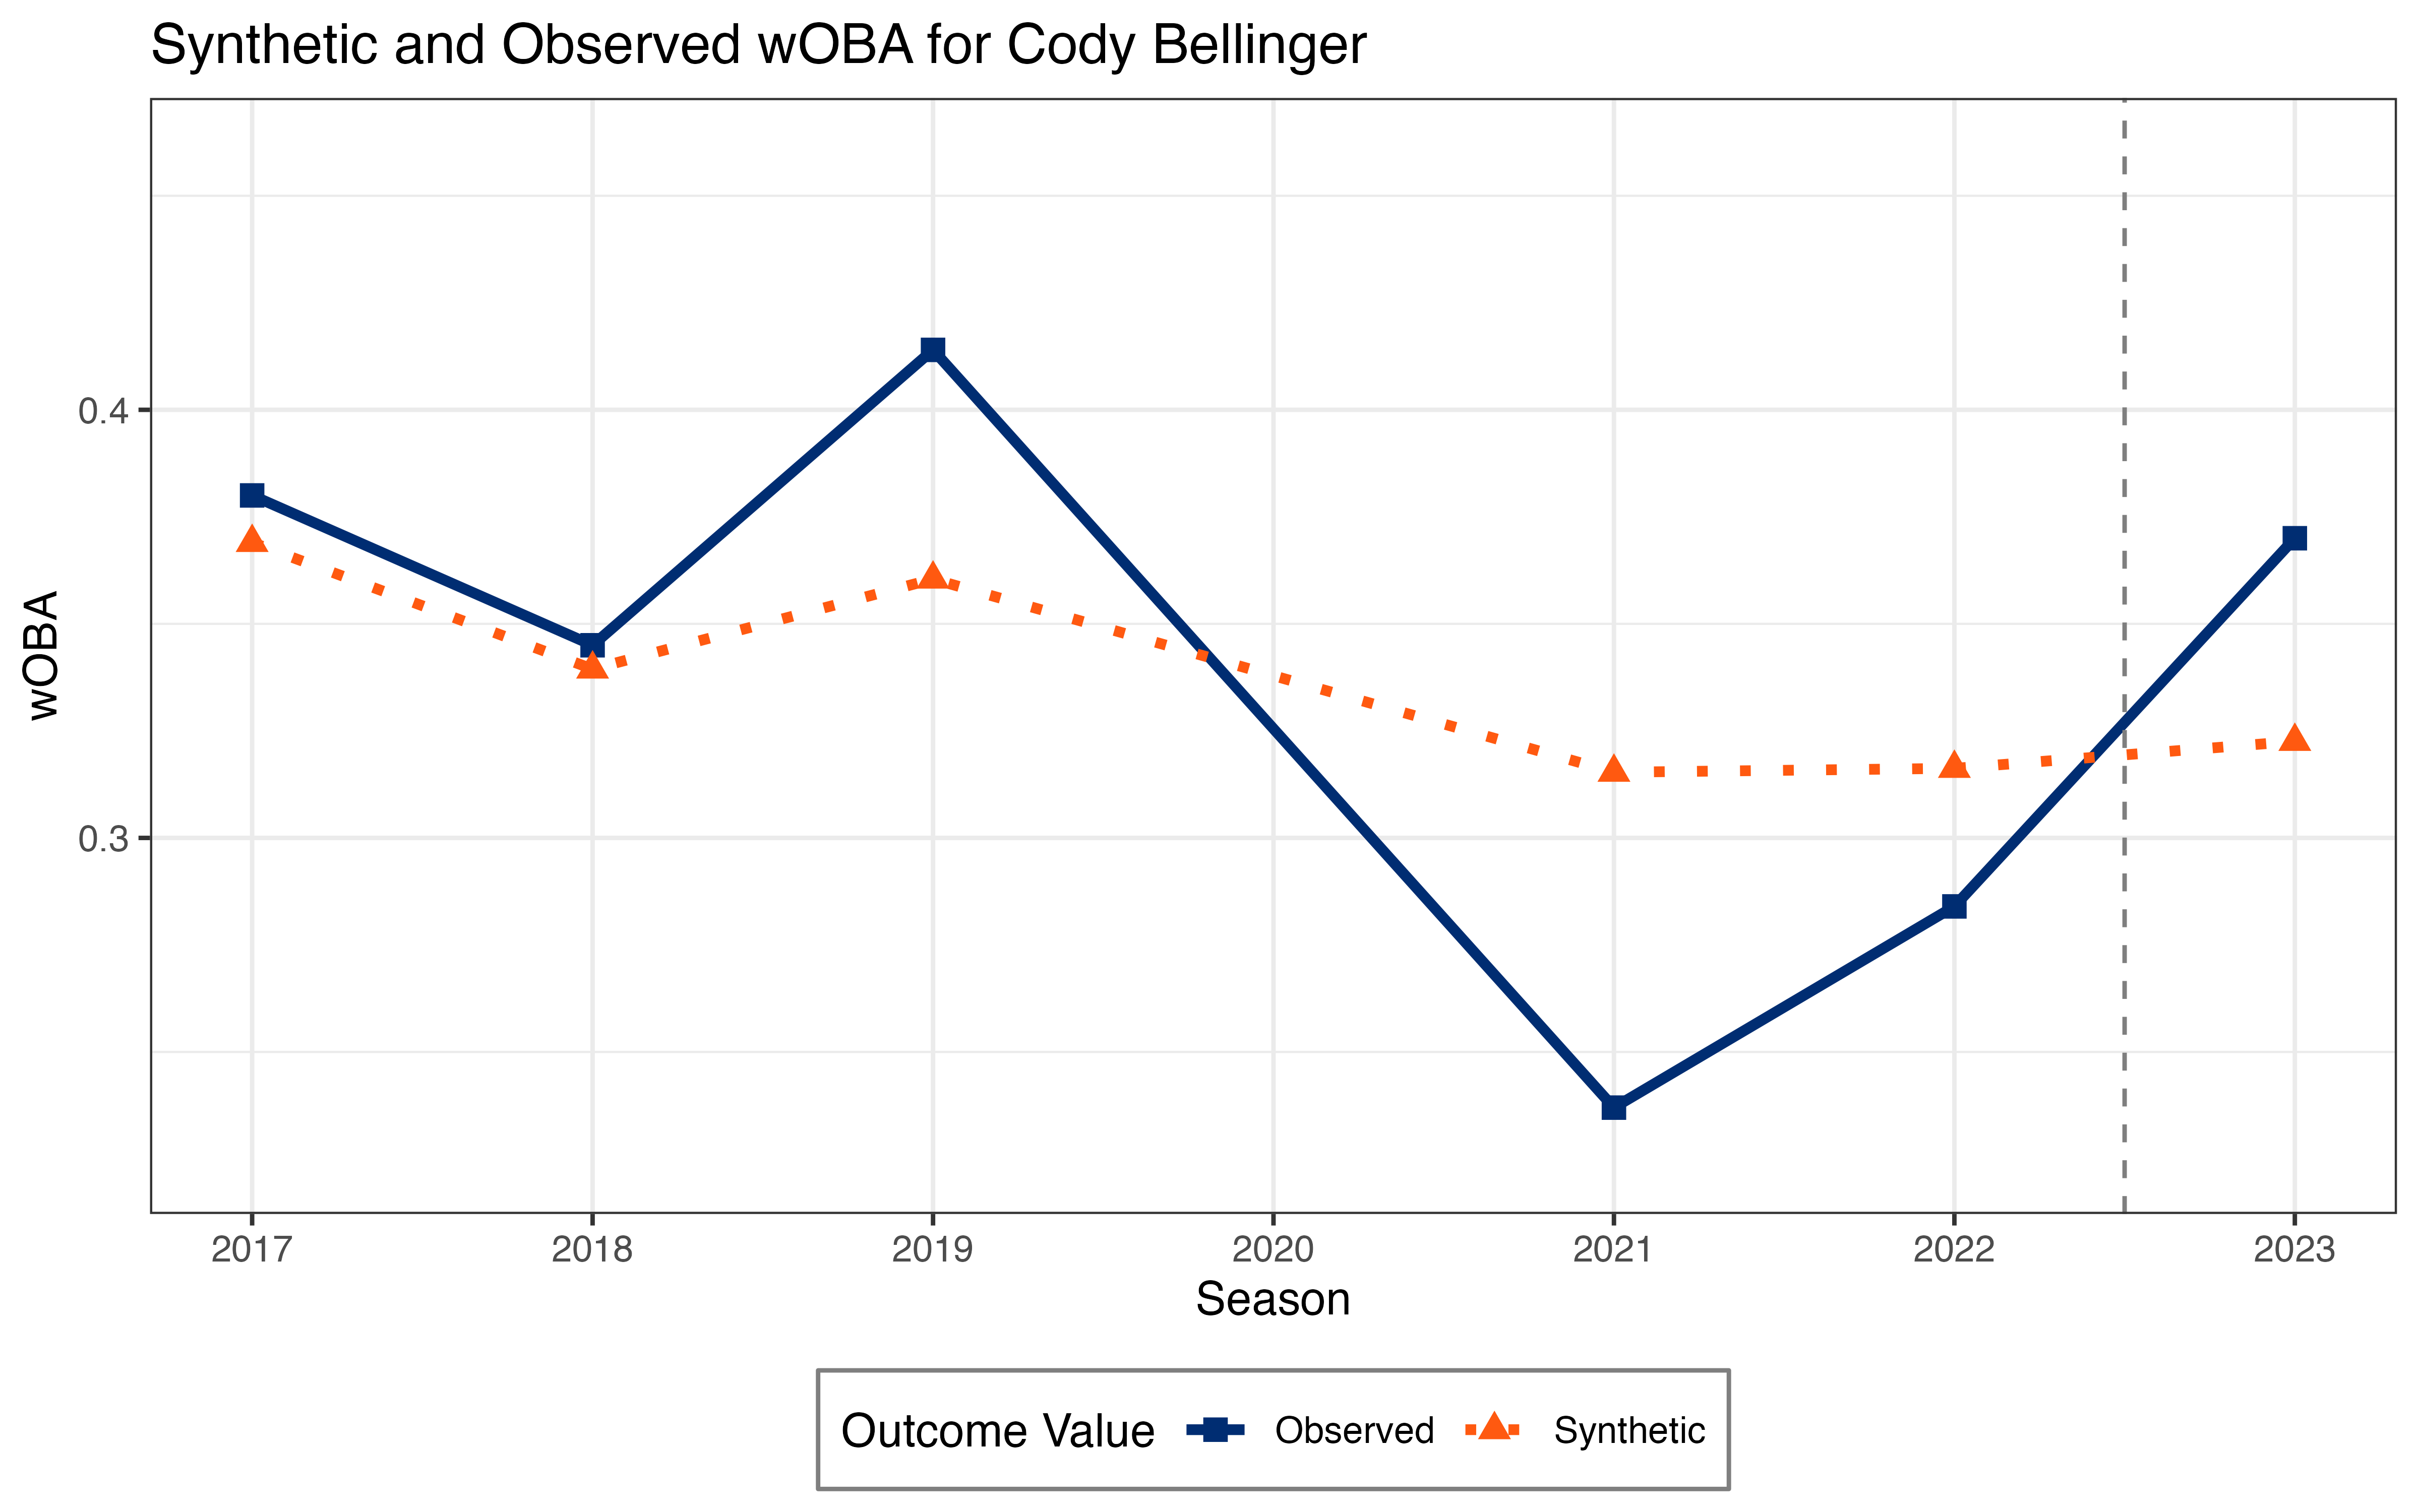 Synthetic and Observed wOBA for Cody Bellinger
wOBA
0.4
0.3
2017 2018 2019 2020 2021 2022 2023
Season
Outcome Value Observed Synthetic